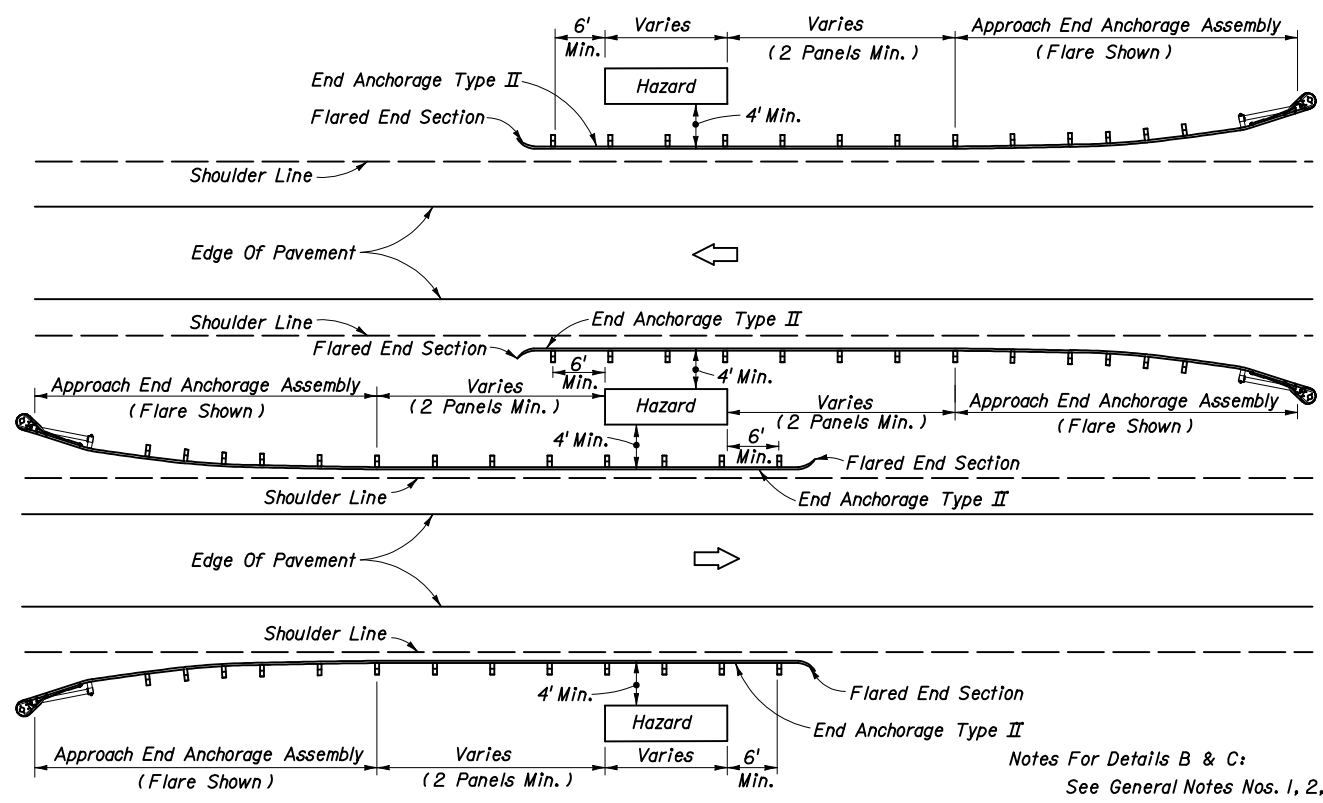 6'
Min.
Varies
Varies
(2 Panels Min.)
Approach End Anchorage Assembly
(Flare Shown)
End Anchorage Type II
Hazard
Flared End Section
4' Min.
Shoulder Line
Edge Of Pavement
Shoulder Line
End Anchorage Type II
Flared End Section
6'
Min.
4' Min.
Approach End Anchorage Assembly
(Flare Shown)
Varies
(2 Panels Min.)
Hazard
Varies
(2 Panels Min.)
Approach End Anchorage Assembly
(Flare Shown)
4' Min.
6'
Min.
Flared End Section
Shoulder Line
End Anchorage Type II
Edge Of Pavement
Shoulder Line
4' Min.
Flared End Section
Hazard
End Anchorage Type II
Approach End Anchorage Assembly
(Flare Shown)
Varies
(2 Panels Min.)
Varies
6'
Min.
Notes For Details B & C:
See General Notes Nos. 1, 2,